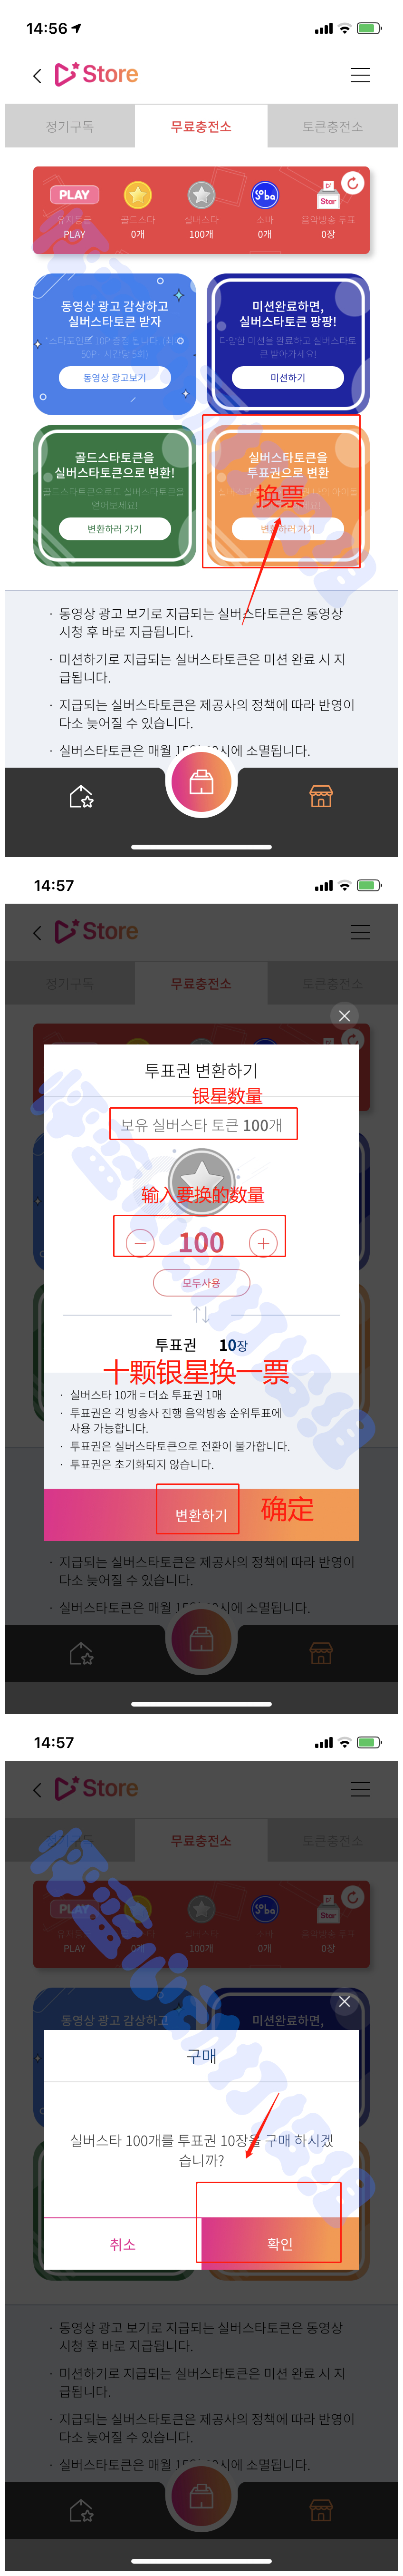 14:56
Store
정기구독
무료충전소
토큰충전소
PLAY
Soba
Star
유지등급
골드스타
실버스타
소바
음악방송 투표
PLAY
0개
100개
0개
0장
동영상 광고 감상하고
실버스타토큰 받자
동영상 광고보기
미션완료하면,
실버스타토큰 팡팡!
다양한 미션을 완료하고 실버스타토
큰 받아가세요!
미션하기
골드스타토큰을
실버스타토큰으로 변환!
골드스타토큰으로도 실버스타토큰을
얻어보세요!
변환하러 가기
실버스타토큰을
투표권으로 변환
换票
변환하러 가기
· 동영상 광고 보기로 지급되는 실버스타토큰은 동영상
시청 후 바로 지급됩니다.
· 미션하기로 지급되는 실버스타토큰은 미션 완료 시 지
급됩니다.
· 지급되는 실버스타토큰은 제공사의 정책에 따라 반영이
다소 늦어질 수 있습니다.
· 실버스타토큰은 매월 15일 시에 소멸됩니다.
14:57
Store
정기구독
무료충전소
토큰충전소
투표권 변환하기
银星数量
보유 실버스타 토큰 100개
输入要换的数量
100
모두사용
투표권 10장
十颗银星换一票
· 실버스타 10개 = 더쇼 투표권 1매
· 투표권은 각 방송사 진행 음악방송 순위투표에
사용 가능합니다.
· 투표권은 실버스타토큰으로 전환이 불가합니다.
· 투표권은 초기화되지 않습니다.
변환하기
确定
· 지급되는 실버스타토큰은 제공사의 정책에 따라 반영이
다소 늦어질 수 있습니다.
· 실버스타토큰은 매월 시에 소멸됩니다.
14:57
Store
정기구독
무료충전소
토큰충전소
PLAY
Soba
Star
유지등급
실버스타
소바
음악방송 투표
PLAY
0개
100개
0개
0장
동영상 광고 감상하고
미션완료하면,
구매
실버스타 100개를 투표권 10장을 구매 하시겠
습니까?
취소
확인
· 동영상 광고 보기로 지급되는 실버스타토큰은 동영상
시청 후 바로 지급됩니다.
· 미션하기로 지급되는 실버스타토큰은 미션 완료 시 지
급됩니다.
· 지급되는 실버스타토큰은 제공사의 정책에 따라 반영이
다소 늦어질 수 있습니다.
· 실버스타토큰은 매월 시에 소멸됩니다.